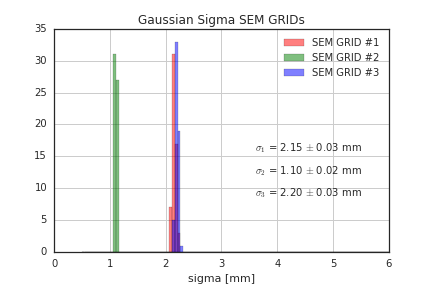 Gaussian Sigma SEM GRIDs
35
30
25
20
15
10
5
0
SEM GRID #1
SEM GRID #2
SEM GRID #3
σ₁ = 2.15 ± 0.03 mm
σ₂ = 1.10 ± 0.02 mm
σ₃ = 2.20 ± 0.03 mm
0 1 2 3 4 5 6
sigma [mm]